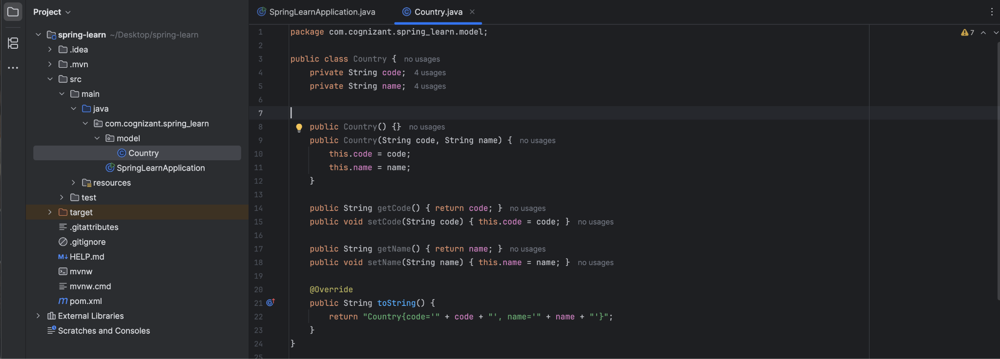 Project
spring-learn ~/Desktop/spring-learn
.idea
.mvn
src
main
java
com.cognizant.spring_learn
model
Country
SpringLearnApplication
resources
test
target
.gitattributes
.gitignore
M↓ HELP.md
mvnw
mvnw.cmd
m pom.xml
External Libraries
Scratches and Consoles
SpringLearnApplication.java Country.java
7
1 package com.cognizant.spring_learn.model;
2
3 public class Country { no usages
4 private String code; 4 usages
5 private String name; 4 usages
6
7
8 public Country() {} no usages
9 public Country(String code, String name) { no usages
10 this.code = code;
11 this.name = name;
12 }
13
14 public String getCode() { return code; } no usages
15 public void setCode(String code) { this.code = code; } no usages
16
17 public String getName() { return name; } no usages
18 public void setName(String name) { this.name = name; } no usages
19
20 @Override
21 public String toString() {
22 return "Country{code='" + code + "', name='" + name + "'}";
23 }
24 }
25